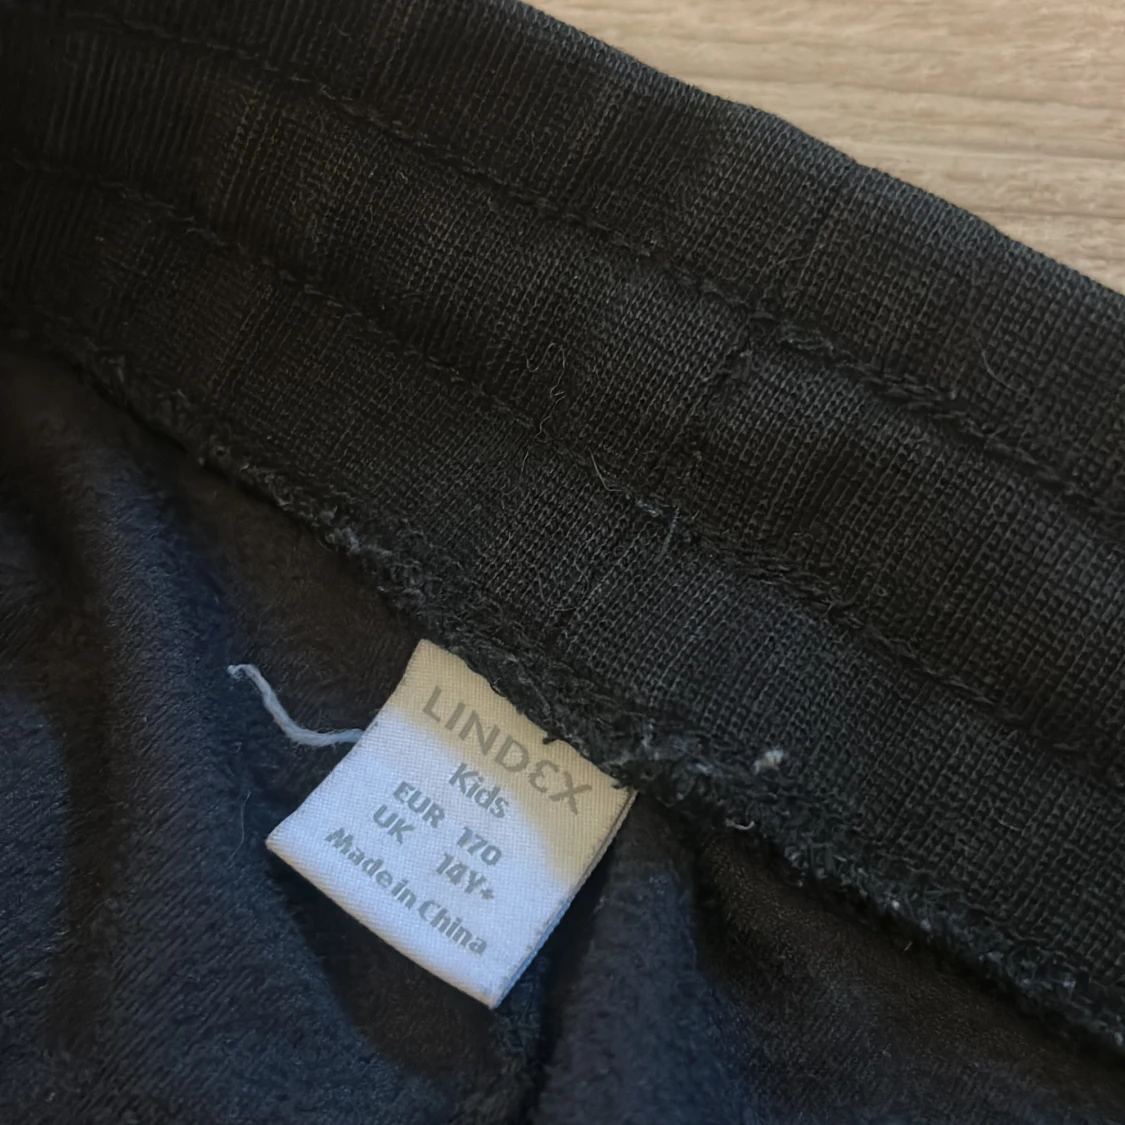 LINDEX
Kids
EUR 170
UK 14Y+
Made in China